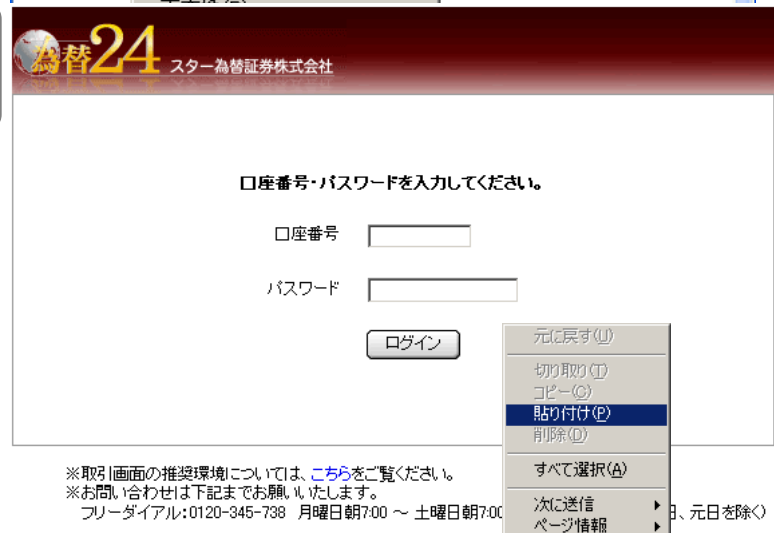 為替24 スター為替証券株式会社
口座番号・パスワードを入力してください。
口座番号
パスワード
ログイン
元に戻す(U)
切り取り(T)
コピー(C)
貼り付け(P)
削除(D)
すべて選択(A)
次に送信
ページ情報
※取引画面の推奨環境については、こちらをご覧ください。
※お問い合わせは下記までお願いいたします。
フリーダイアル:0120-345-738 月曜日朝7:00 ～ 土曜日朝7:00
日、元日を除く)